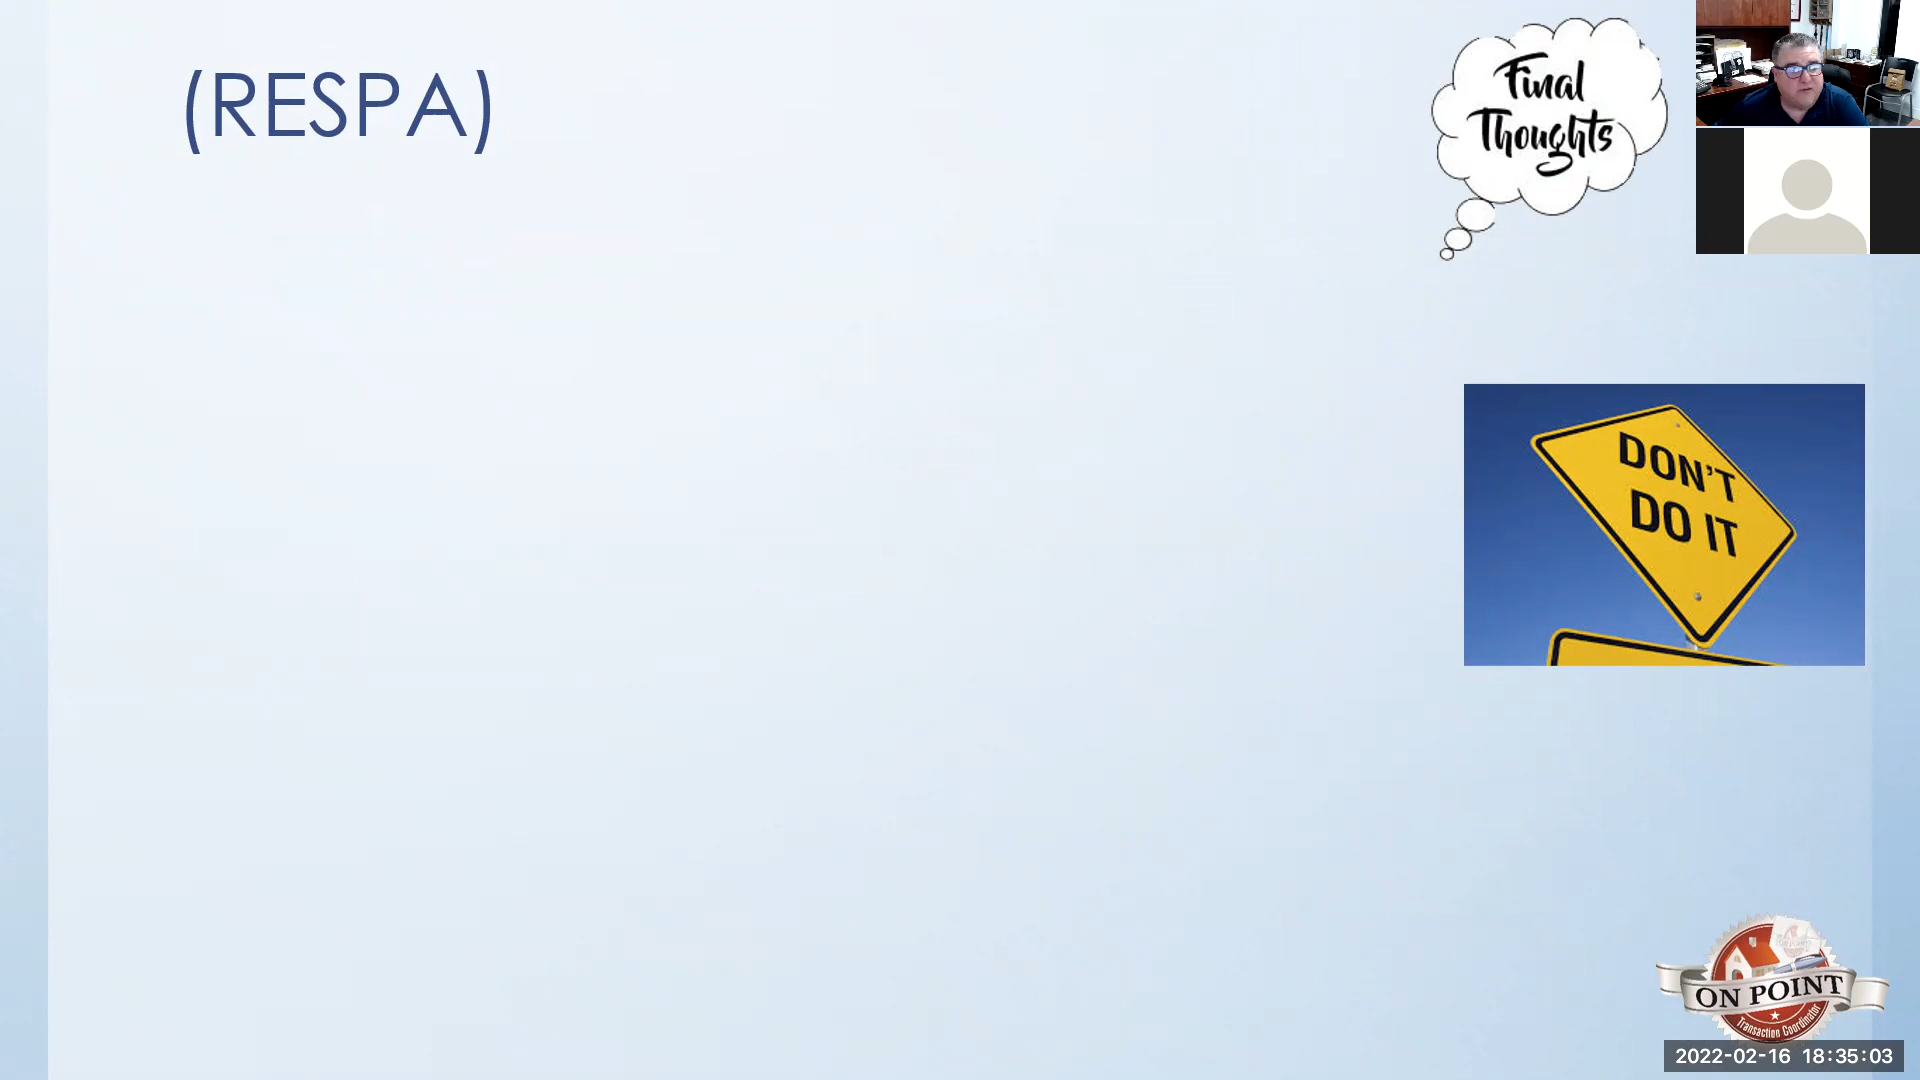 (RESPA)
Final
Thoughts
DON'T
DO IT
ON POINT
Transaction Coordinator
2022-02-16 18:35:03